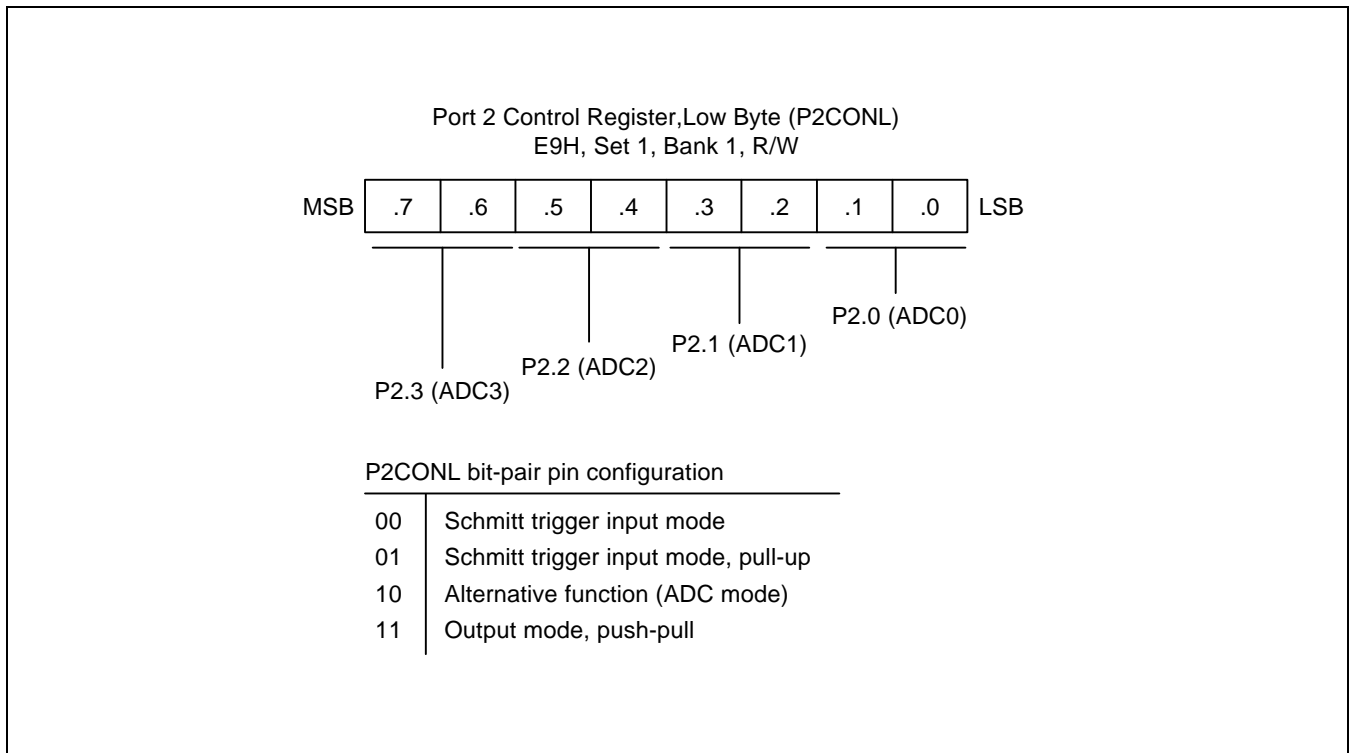 Port 2 Control Register,Low Byte (P2CONL)
E9H, Set 1, Bank 1, R/W
MSB .7 .6 .5 .4 .3 .2 .1 .0 LSB
P2.0 (ADC0)
P2.1 (ADC1)
P2.2 (ADC2)
P2.3 (ADC3)
P2CONL bit-pair pin configuration
00 Schmitt trigger input mode
01 Schmitt trigger input mode, pull-up
10 Alternative function (ADC mode)
11 Output mode, push-pull